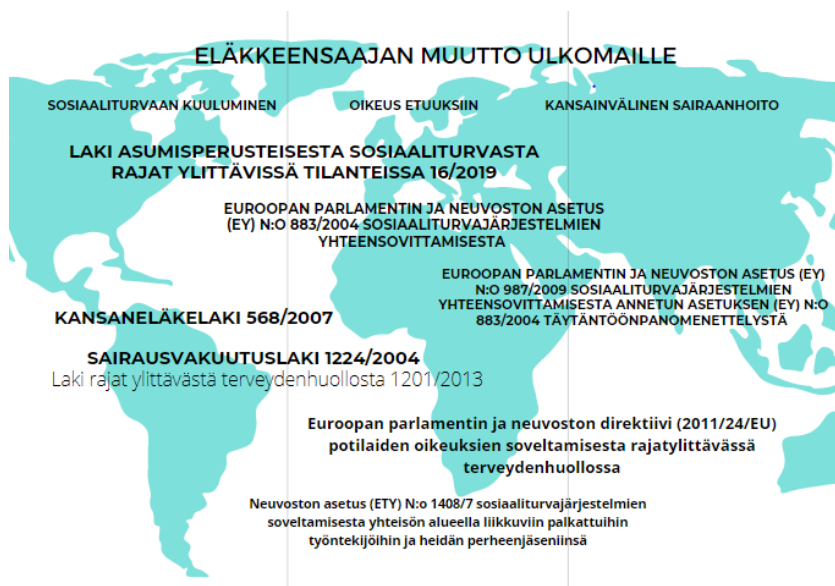 ELÄKKEENSAAJAN MUUTTO ULKOMAILLE
SOSIAALITURVAAN KUULUMINEN
OIKEUS ETUUKSIIN
KANSAINVÄLINEN SAIRAANHOITO
LAKI ASUMISPERUSTEISESTA SOSIAALITURVASTA
RAJAT YLITTÄVISSÄ TILANTEISSA 16/2019
EUROOPAN PARLAMENTIN JA NEUVOSTON ASETUS
(EY) N:O 883/2004 SOSIAALITURVAJÄRJESTELMIEN
YHTEENSOVITTAMISESTA
EUROOPAN PARLAMENTIN JA NEUVOSTON ASETUS (EY)
N:O 987/2009 SOSIAALITURVAJÄRJESTELMIEN
YHTEENSOVITTAMISESTA ANNETUN ASETUKSEN (EY) N:O
883/2004 TÄYTÄNTÖÖNPANOMENETTELYSTÄ
KANSANELÄKELAKI 568/2007
SAIRAUSVAKUUTUSLAKI 1224/2004
Laki rajat ylittävästä terveydenhuollosta 1201/2013
Euroopan parlamentin ja neuvoston direktiivi (2011/24/EU)
potilaiden oikeuksien soveltamisesta rajatylittävässä
terveydenhuollossa
Neuvoston asetus (ETY) N:o 1408/7 sosiaaliturvajärjestelmien
soveltamisesta yhteisön alueella liikkuviin palkattuihin
työntekijöihin ja heidän perheenjäseniinsä